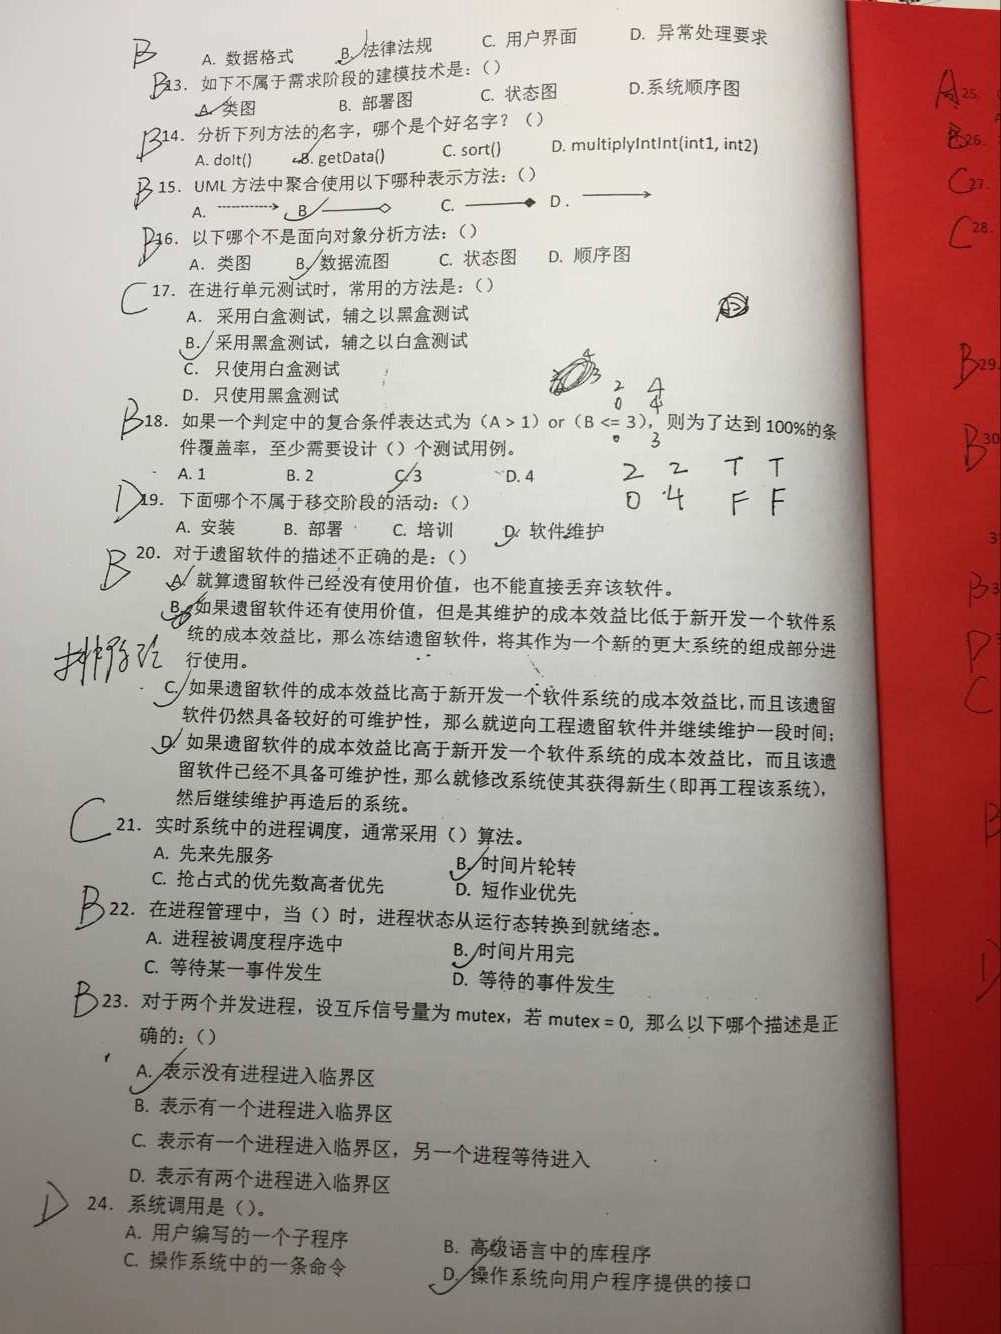 B A. 数据格式 B. 法律法规 C. 用户界面 D. 异常处理要求
B 13. 如下不属于需求阶段的建模技术是：（）
A. 类图 B. 部署图 C. 状态图 D.系统顺序图
B 14. 分析下列方法的名字，哪个是个好名字？（）
A. doIt() B. getData() C. sort() D. multiplyIntInt(int1, int2)
B 15. UML 方法中聚合使用以下哪种表示方法：（）
A. B. C. D.
B 16. 以下哪个不是面向对象分析方法：（）
A. 类图 B. 数据流图 C. 状态图 D. 顺序图
C 17. 在进行单元测试时，常用的方法是：（）
A. 采用白盒测试，辅之以黑盒测试
B. 采用黑盒测试，辅之以白盒测试
C. 只使用白盒测试
D. 只使用黑盒测试
2 4
0 4
B 18. 如果一个判定中的复合条件表达式为（A > 1）or（B <= 3），则为了达到 100%的条
件覆盖率，至少需要设计（）个测试用例。
A. 1 B. 2 C. 3 D. 4
0 3
2 2 T T
0 4 F F
D 19. 下面哪个不属于移交阶段的活动：（）
A. 安装 B. 部署 C. 培训 D. 软件维护
B 20. 对于遗留软件的描述不正确的是：（）
A. 就算遗留软件已经没有使用价值，也不能直接丢弃该软件。
B. 如果遗留软件还有使用价值，但是其维护的成本效益比低于新开发一个软件系
统的成本效益比，那么冻结遗留软件，将其作为一个新的更大系统的组成部分进
行使用。
C. 如果遗留软件的成本效益比高于新开发一个软件系统的成本效益比，而且该遗留
软件仍然具备较好的可维护性，那么就逆向工程遗留软件并继续维护一段时间；
D. 如果遗留软件的成本效益比高于新开发一个软件系统的成本效益比，而且该遗
留软件已经不具备可维护性，那么就修改系统使其获得新生（即再工程该系统），
然后继续维护再造后的系统。
C 21. 实时系统中的进程调度，通常采用（）算法。
A. 先来先服务 B. 时间片轮转
C. 抢占式的优先数高者优先 D. 短作业优先
B 22. 在进程管理中，当（）时，进程状态从运行态转换到就绪态。
A. 进程被调度程序选中 B. 时间片用完
C. 等待某一事件发生 D. 等待的事件发生
B 23. 对于两个并发进程，设互斥信号量为 mutex，若 mutex = 0, 那么以下哪个描述是正
确的：（）
A. 表示没有进程进入临界区
B. 表示有一个进程进入临界区
C. 表示有一个进程进入临界区，另一个进程等待进入
D. 表示有两个进程进入临界区
D 24. 系统调用是（）。
A. 用户编写的一个子程序 B. 高级语言中的库程序
C. 操作系统中的一条命令 D. 操作系统向用户程序提供的接口
A 25.
B 26.
C 27.
C 28.
B 29.
B 30
B 3
D
C
B
D